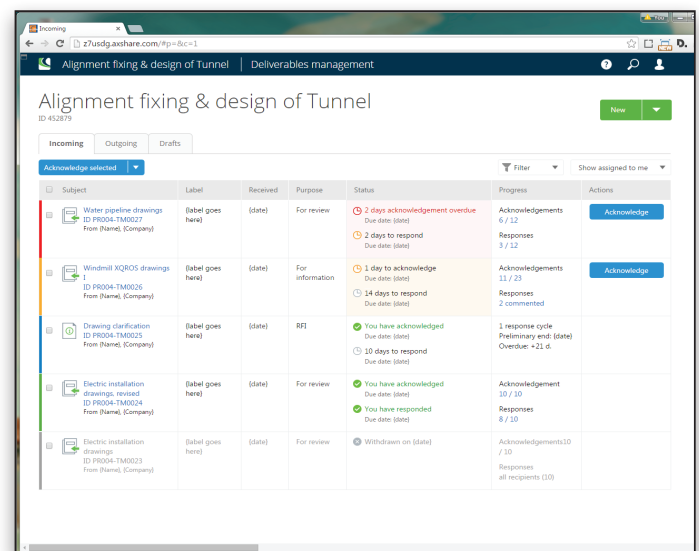 You
Incoming
z7usdg.axshare.com/#p=&c=1
Alignment fixing & design of Tunnel | Deliverables management
Alignment fixing & design of Tunnel
ID 452879
New
Incoming Outgoing Drafts
Acknowledge selected
Filter
Show assigned to me
Subject Label Received Purpose Status Progress Actions
Water pipeline drawings
ID PR004-TM0027
From {Name}, {Company}
{label goes
here}
{date}
For review
2 days acknowledgement overdue
Due date: {date}
2 days to respond
Due date: {date}
Acknowledgements
6 / 12
Responses
3 / 12
Acknowledge
Windmill XQROS drawings
I
ID PR004-TM0026
From {Name}, {Company}
{label goes
here}
{date}
For
information
1 day to acknowledge
Due date: {date}
14 days to respond
Due date: {date}
Acknowledgements
11 / 23
Responses
2 commented
Acknowledge
Drawing clarification
ID PR004-TM0025
From {Name}, {Company}
{label goes
here}
{date}
RFI
You have acknowledged
Due date: {date}
10 days to respond
Due date: {date}
1 response cycle
Preliminary end: {date}
Overdue: +21 d.
Electric installation
drawings, revised
ID PR004-TM0024
From {Name}, {Company}
{label goes
here}
{date}
For review
You have acknowledged
Due date: {date}
You have responded
Due date: {date}
Acknowledgement
10 / 10
Responses
8 / 10
Electric installation
drawings
ID PR004-TM0023
From {Name}, {Company}
{label goes
here}
{date}
For review
Withdrawn on {date}
Acknowledgements10
/ 10
Responses
all recipients (10)